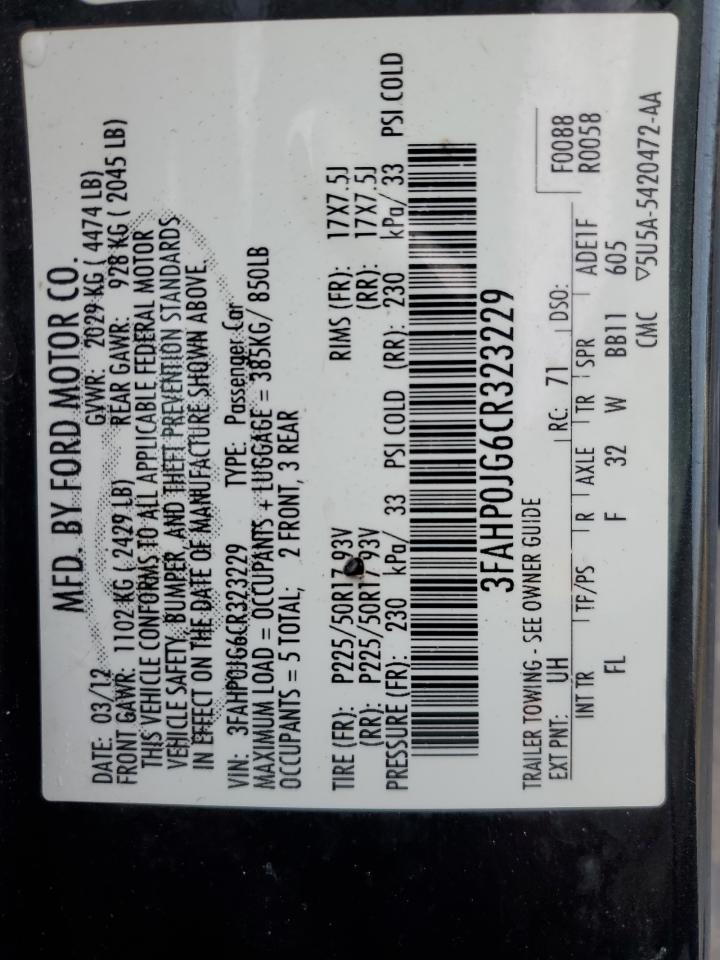 MFD. BY FORD MOTOR CO.
DATE: 03/12 GVWR: 2029 KG ( 4474 LB)
FRONT GAWR: 1102 KG ( 2429 LB) REAR GAWR: 928 KG ( 2045 LB)
THIS VEHICLE CONFORMS TO ALL APPLICABLE FEDERAL MOTOR
VEHICLE SAFETY, BUMPER, AND THEFT PREVENTION STANDARDS
IN EFFECT ON THE DATE OF MANUFACTURE SHOWN ABOVE.
VIN: 3FAHP0JG6CR323229 TYPE: Passenger Car
MAXIMUM LOAD = OCCUPANTS + LUGGAGE = 385KG/ 850LB
OCCUPANTS = 5 TOTAL; 2 FRONT, 3 REAR
TIRE (FR): P225/50R17 93V RIMS (FR): 17X7.5J
(RR): P225/50R17 93V (RR): 17X7.5J
PRESSURE (FR): 230 kPa/ 33 PSI COLD (RR): 230 kPa/ 33 PSI COLD
3FAHP0JG6CR323229
TRAILER TOWING - SEE OWNER GUIDE F0088
EXT PNT: UH RC: 71 DSO: R0058
INT TR TP/PS R AXLE TR SPR ADE1F
FL F 32 W BB11 605
CMC ▽5U5A-5420472-AA